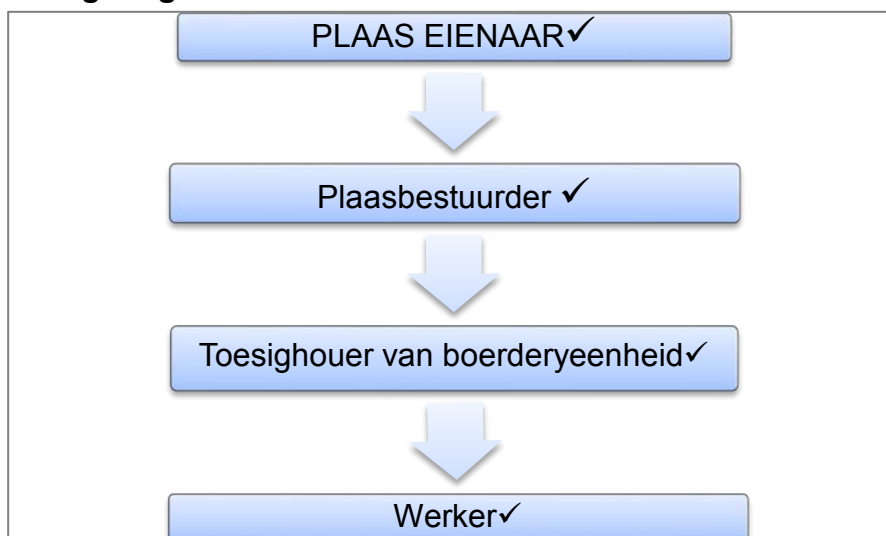 PLAAS EIENAAR✓
Plaasbestuurder ✓
Toesighouer van boerderyeenheid✓
Werker✓